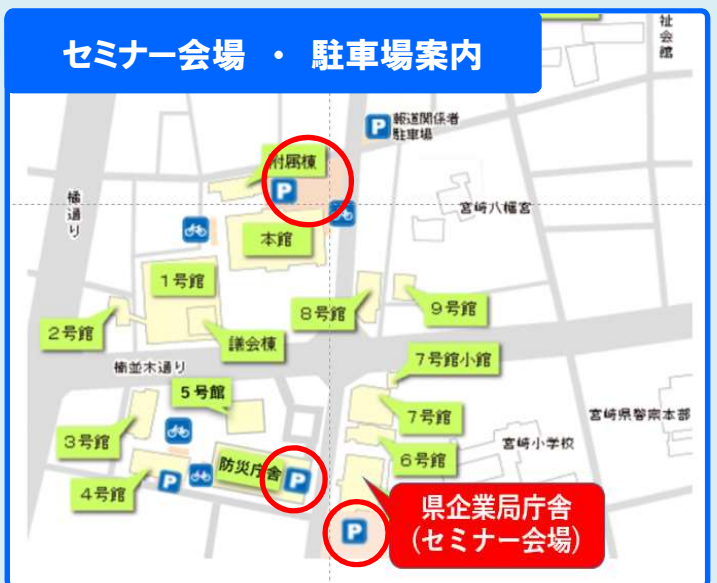 セミナー会場 ・ 駐車場案内
祉会館
P
報道関係者
駐車場
附属棟
P
橘通り
宮崎八幡宮
本館
1号館
8号館
9号館
2号館
議会棟
楠並木通り
7号館小館
5号館
7号館
宮崎県警察本部
3号館
宮崎小学校
6号館
防災庁舎
P
P
4号館
県企業局庁舎
(セミナー会場)
P